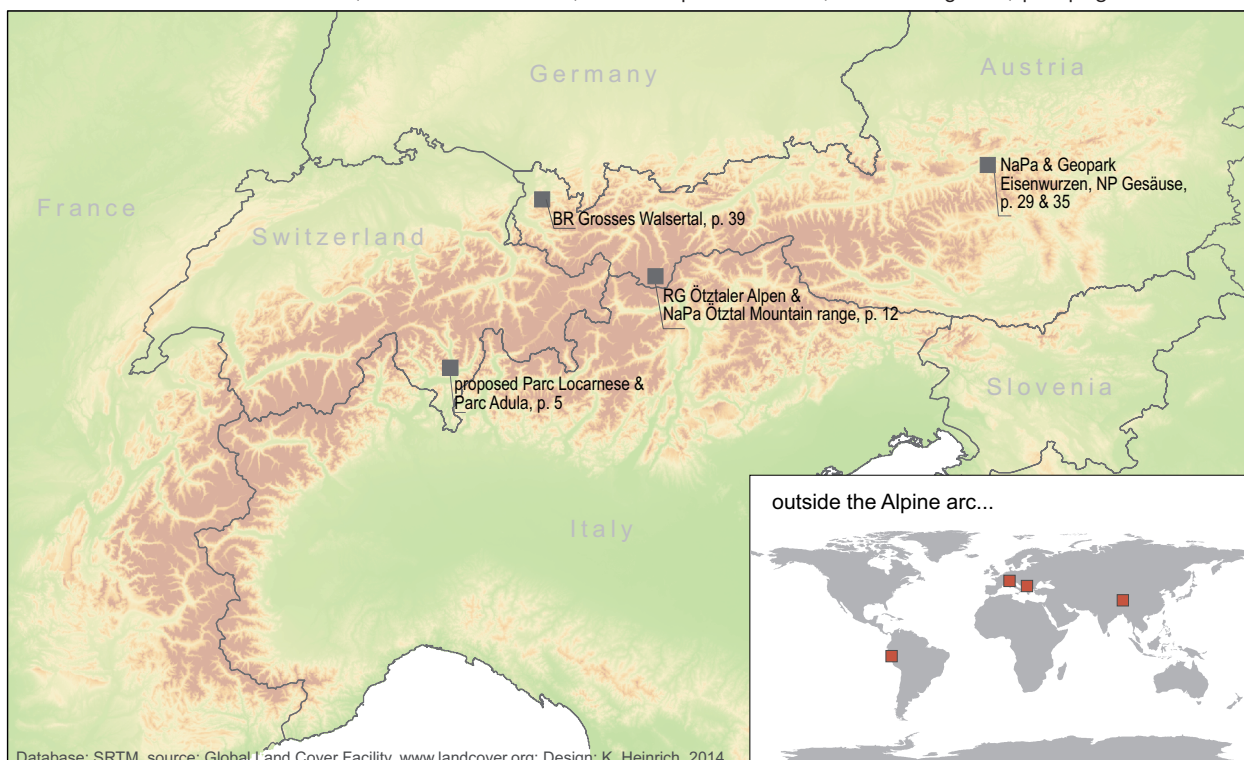 Germany
Austria
NaPa & Geopark
Eisenwurzen, NP Gesäuse,
p. 29 & 35
France
BR Grosses Walsertal, p. 39
Switzerland
RG Ötztaler Alpen &
NaPa Ötztal Mountain range, p. 12
proposed Parc Locarnese &
Parc Adula, p. 5
Slovenia
Italy
outside the Alpine arc...
Database: SRTM, source: Global Land Cover Facility, www.landcover.org; Design: K. Heinrich, 2014